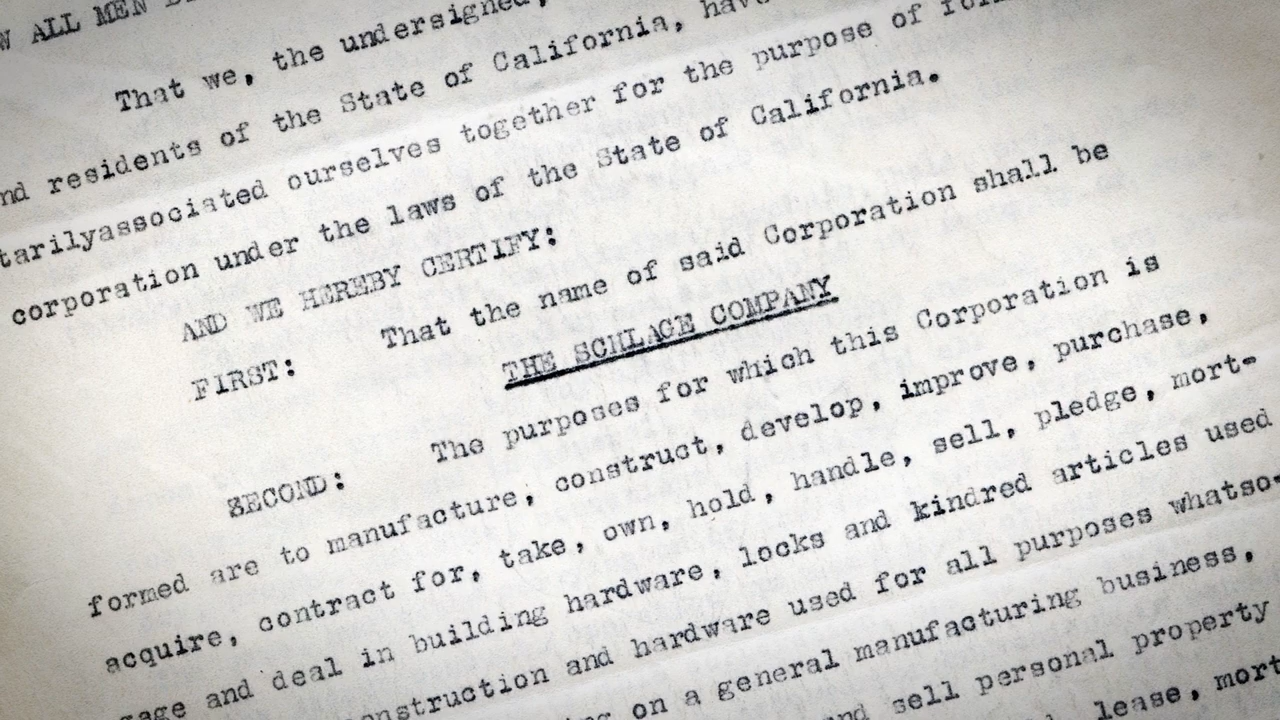 ALL MEN
That we, the undersigned,
residents of the State of California, have
associated ourselves together for the purpose of
corporation under the laws of the State of California.
AND WE HEREBY CERTIFY:
FIRST: That the name of said Corporation shall be
THE SCHLAGE COMPANY
SECOND: The purposes for which this Corporation is
formed are to manufacture, construct, develop, improve, purchase,
acquire, contract for, take, own, hold, handle, sell, pledge, mort-
gage and deal in building hardware, locks and kindred articles used
onstruction and hardware used for all purposes whatso-
on a general manufacturing business,
sell personal property
lease, mort